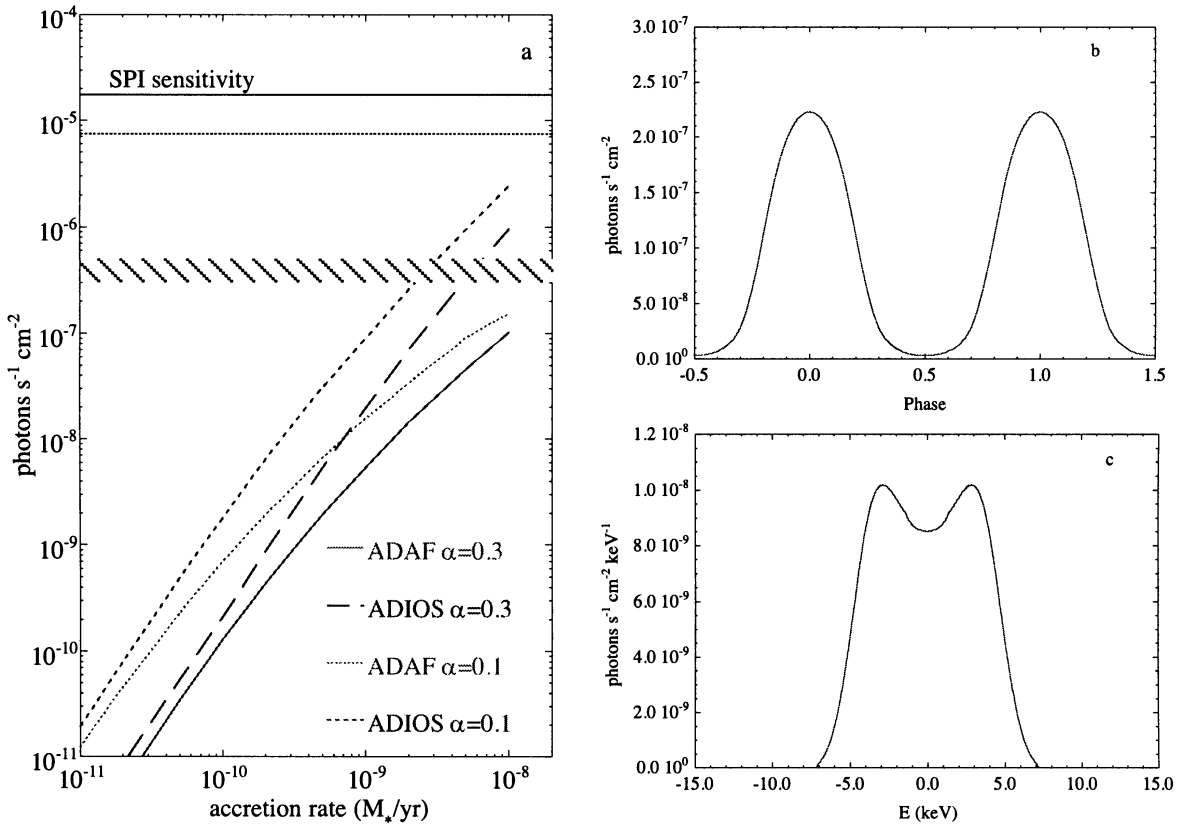 a
10⁻⁴
SPI sensitivity
10⁻⁵
10⁻⁶
10⁻⁷
10⁻⁸
10⁻⁹
10⁻¹⁰
10⁻¹¹
photons s⁻¹ cm⁻²
ADAF α=0.3
ADIOS α=0.3
ADAF α=0.1
ADIOS α=0.1
10⁻¹¹ 10⁻¹⁰ 10⁻⁹ 10⁻⁸
accretion rate (M*/yr)
b
3.0 10⁻⁷
2.5 10⁻⁷
2.0 10⁻⁷
1.5 10⁻⁷
1.0 10⁻⁷
5.0 10⁻⁸
0.0 10⁰
photons s⁻¹ cm⁻²
-0.5 0.0 0.5 1.0 1.5
Phase
c
1.2 10⁻⁸
1.0 10⁻⁸
8.0 10⁻⁹
6.0 10⁻⁹
4.0 10⁻⁹
2.0 10⁻⁹
0.0 10⁰
photons s⁻¹ cm⁻² keV⁻¹
-15.0 -10.0 -5.0 0.0 5.0 10.0 15.0
E (keV)